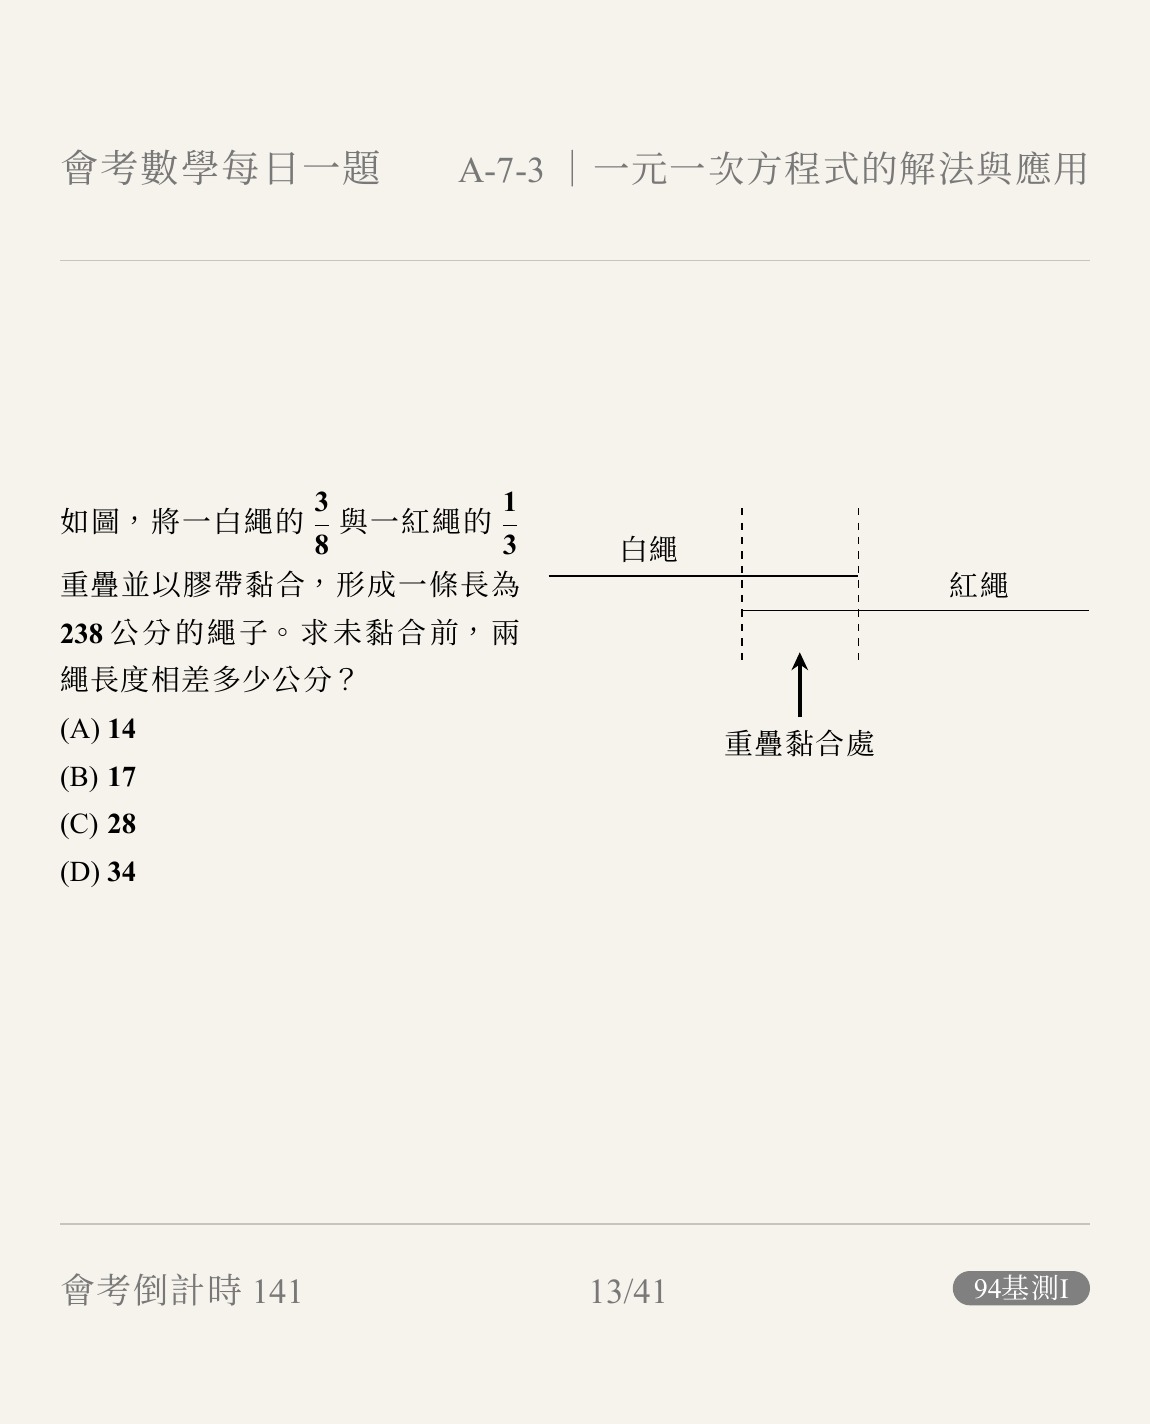 會考數學每日一題
A-7-3 │ 一元一次方程式的解法與應用
如圖，將一白繩的 3/8 與一紅繩的 1/3
重疊並以膠帶黏合，形成一條長為
238 公分的繩子。求未黏合前，兩
繩長度相差多少公分？
(A) 14
(B) 17
(C) 28
(D) 34
白繩
紅繩
重疊黏合處
會考倒計時 141
13/41
94基測I